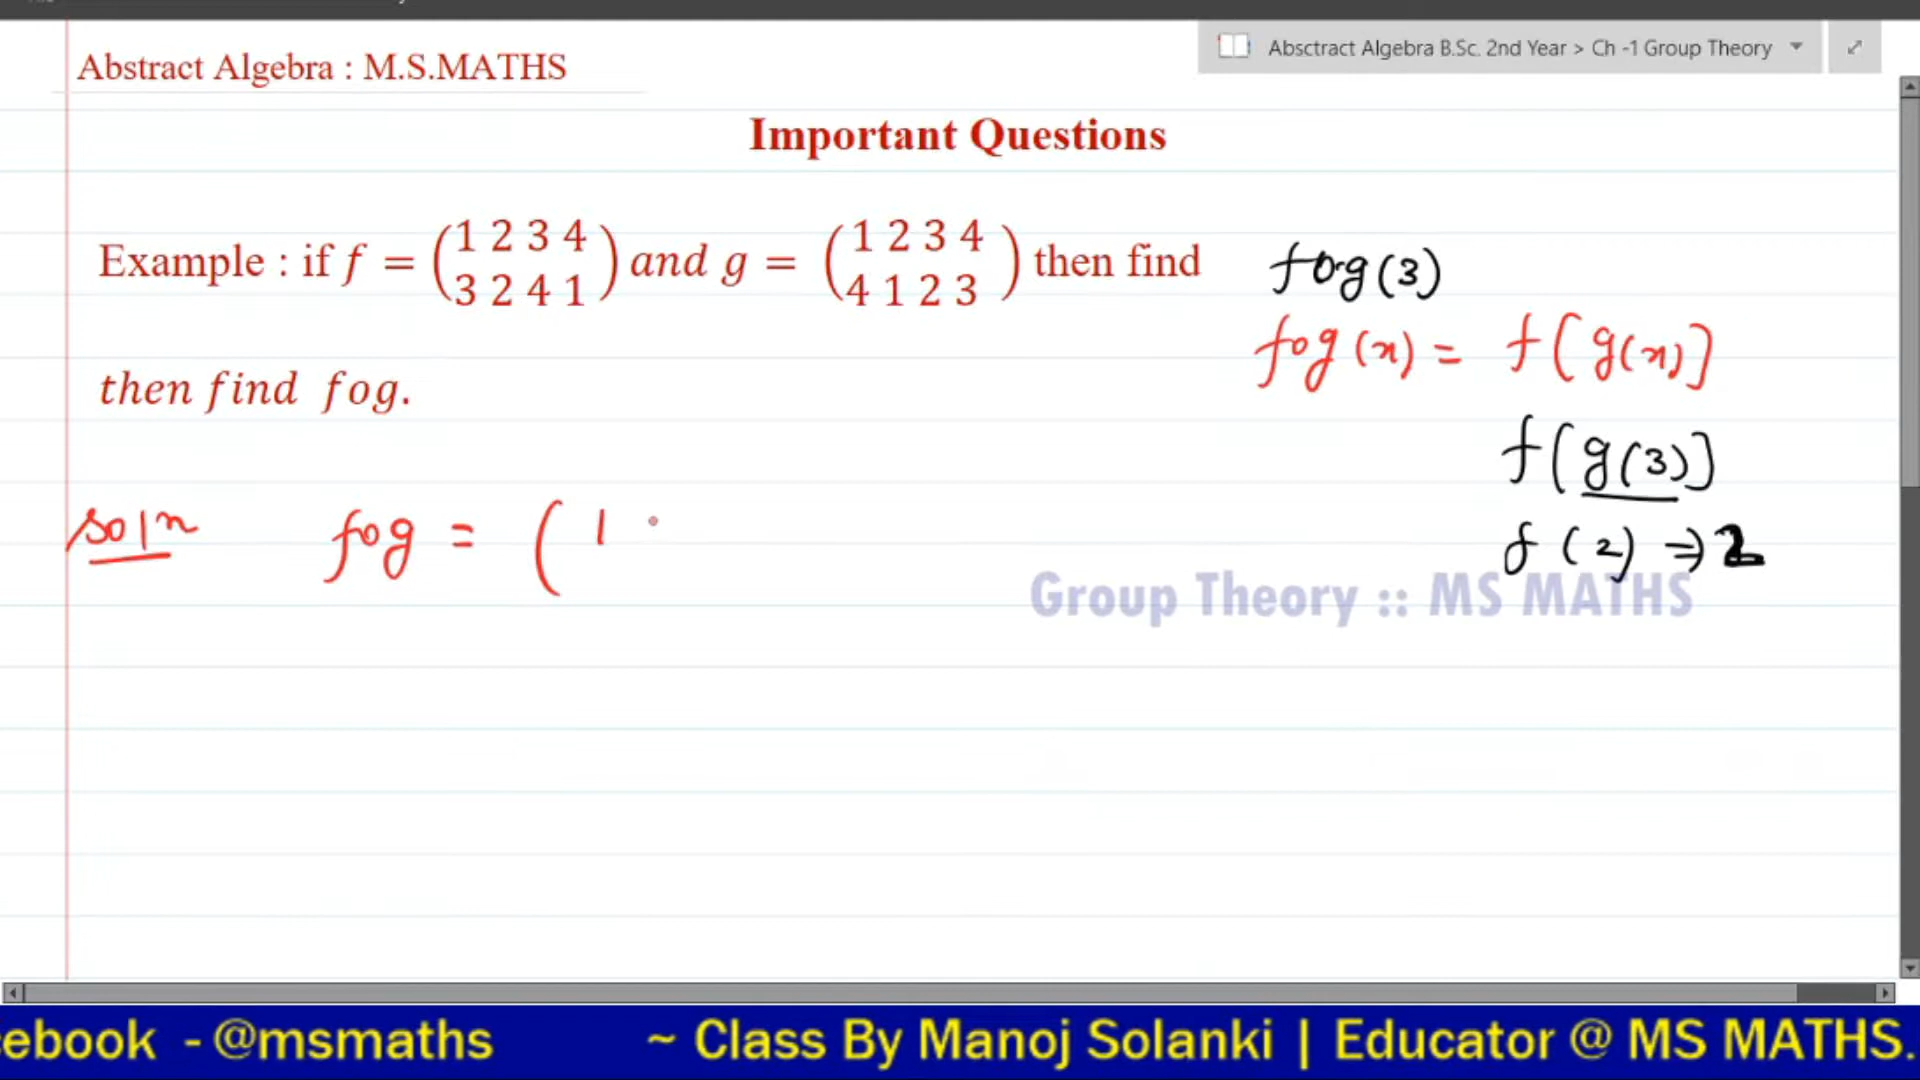 Abstract Algebra : M.S.MATHS
Absctract Algebra B.Sc. 2nd Year > Ch -1 Group Theory
Important Questions
Example : if f = (1 2 3 4
3 2 4 1) and g = (1 2 3 4
4 1 2 3) then find
then find fog.
fog(3)
fog(x) = f[g(x)]
f[g(3)]
f(2) ⇒ 2
soln fog = ( 1
Group Theory :: MS MATHS
cebook - @msmaths ~ Class By Manoj Solanki | Educator @ MS MATHS.